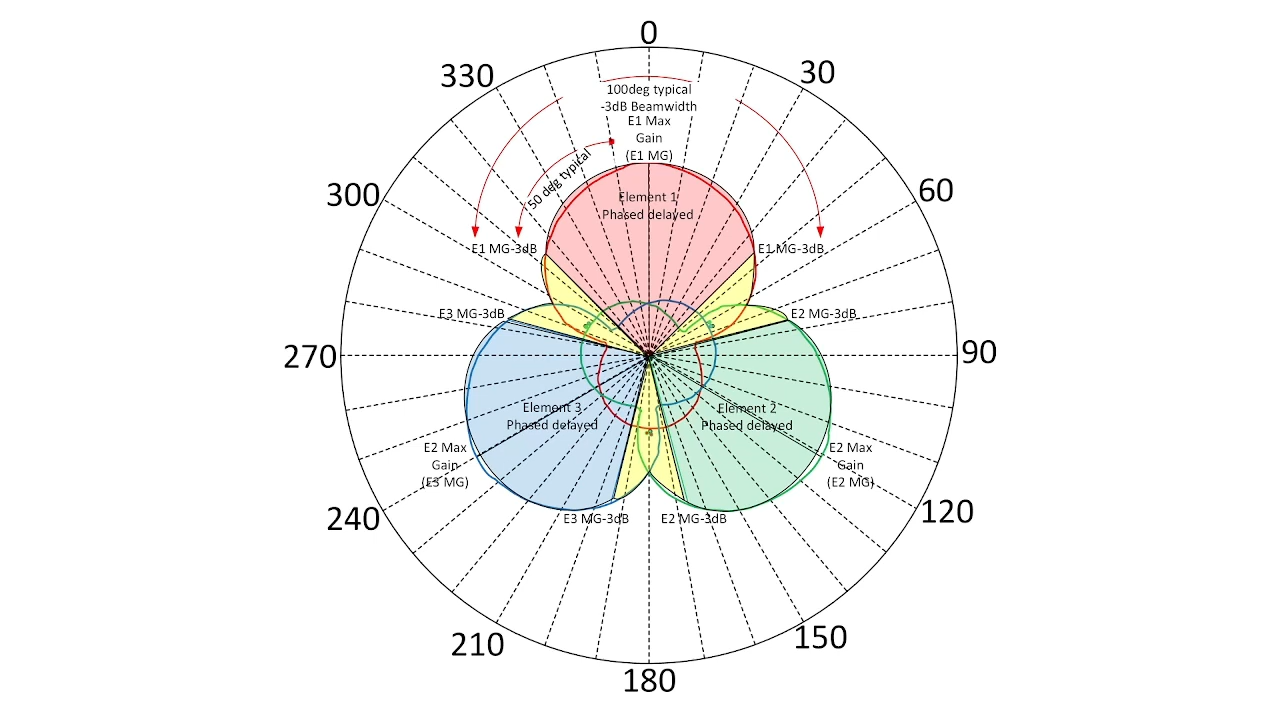 0
30
330
100deg typical
-3dB Beamwidth
E1 Max
Gain
(E1 MG)
50 deg typical
60
300
Element 1
Phased delayed
E1 MG-3dB
E1 MG-3dB
E3 MG-3dB
E2 MG-3dB
270
90
Element 3
Phased delayed
Element 2
Phased delayed
E2 Max
Gain
(E3 MG)
E2 Max
Gain
(E2 MG)
240
E3 MG-3dB
E2 MG-3dB
120
210
150
180